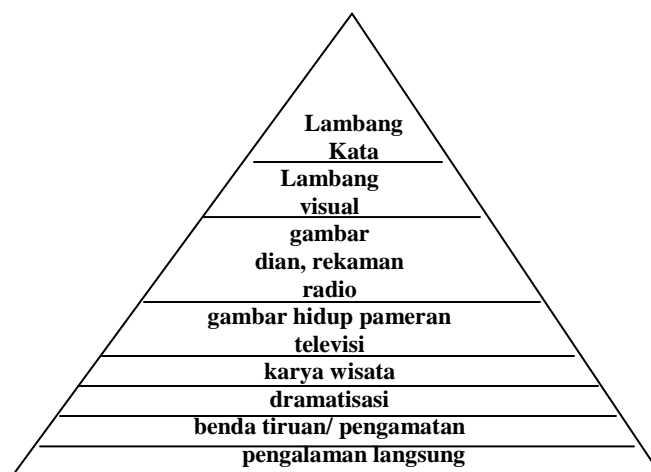 Lambang
Kata
Lambang
visual
gambar
dian, rekaman
radio
gambar hidup pameran
televisi
karya wisata
dramatisasi
benda tiruan/ pengamatan
pengalaman langsung